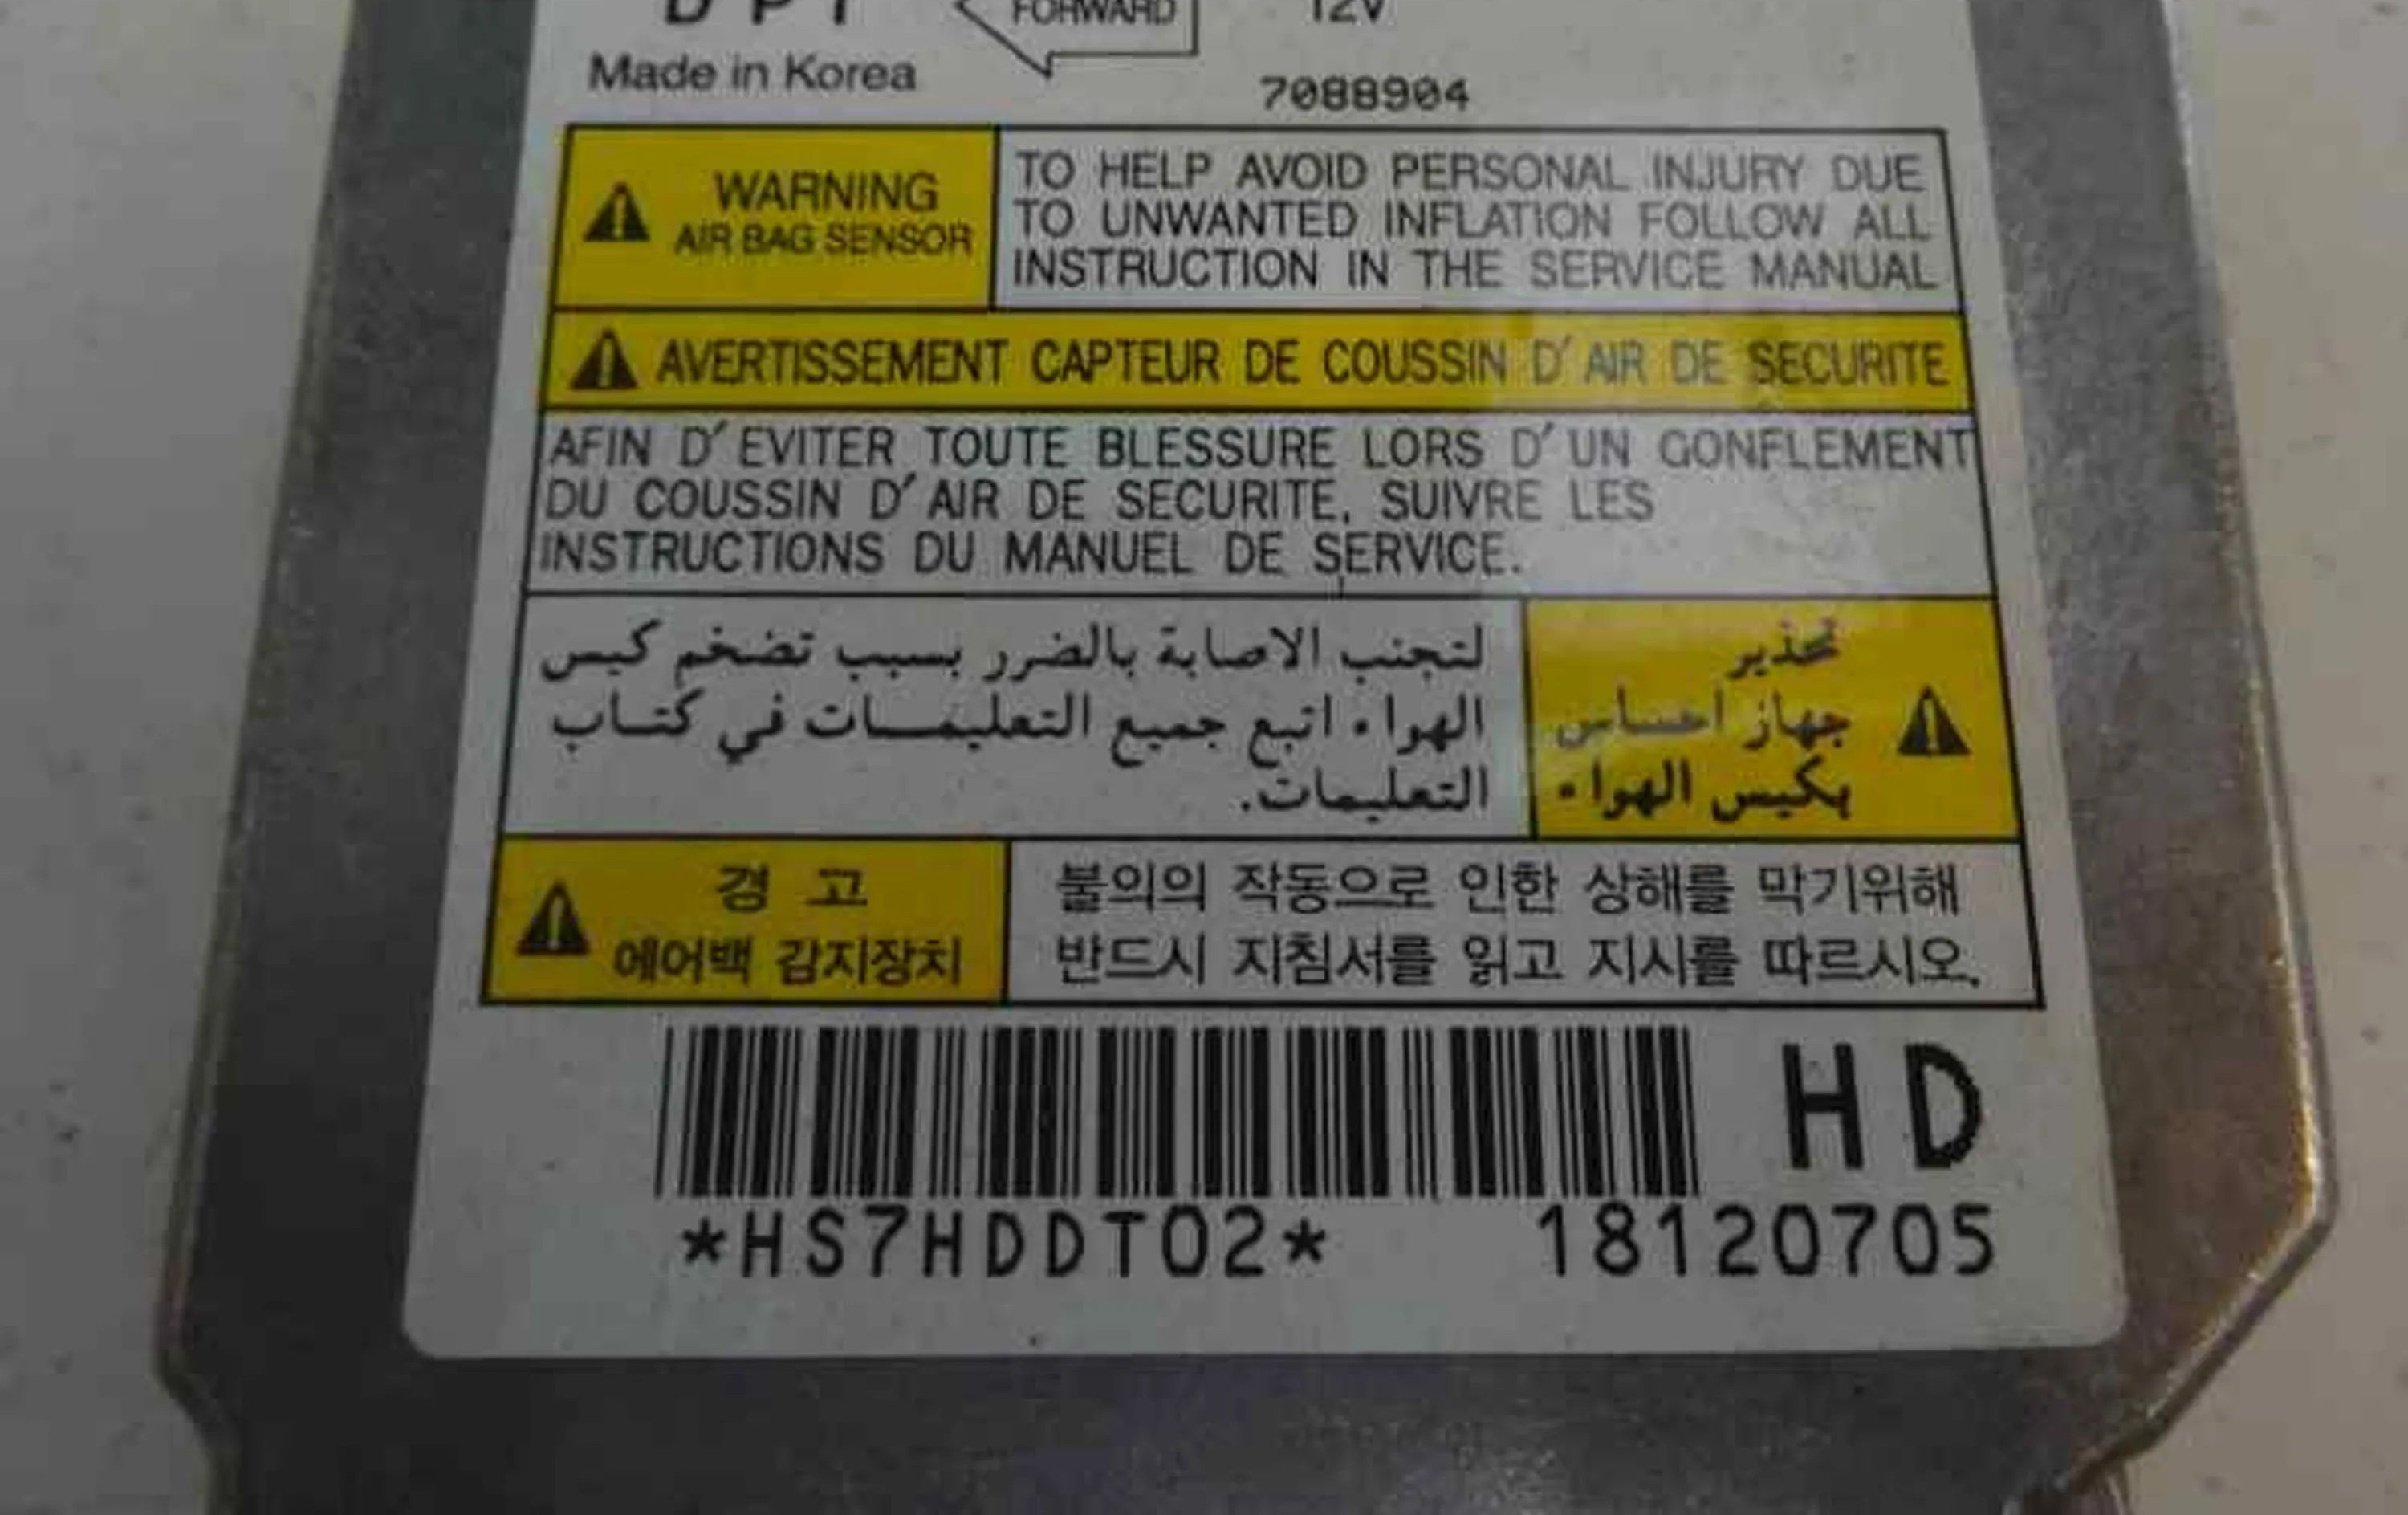 D P I
FORWARD
12V
Made in Korea
7088904
WARNING
AIR BAG SENSOR
TO HELP AVOID PERSONAL INJURY DUE
TO UNWANTED INFLATION FOLLOW ALL
INSTRUCTION IN THE SERVICE MANUAL
AVERTISSEMENT CAPTEUR DE COUSSIN D'AIR DE SECURITE
AFIN D'EVITER TOUTE BLESSURE LORS D'UN GONFLEMENT
DU COUSSIN D'AIR DE SECURITE, SUIVRE LES
INSTRUCTIONS DU MANUEL DE SERVICE.
تحذير
جهاز احساس
بكيس الهواء
لتجنب الاصابة بالضرر بسبب تضخم كيس
الهواء اتبع جميع التعليمات في كتاب
التعليمات.
경 고
에어백 감지장치
불의의 작동으로 인한 상해를 막기위해
반드시 지침서를 읽고 지시를 따르시오.
HD
*HS7HDDT02*
18120705